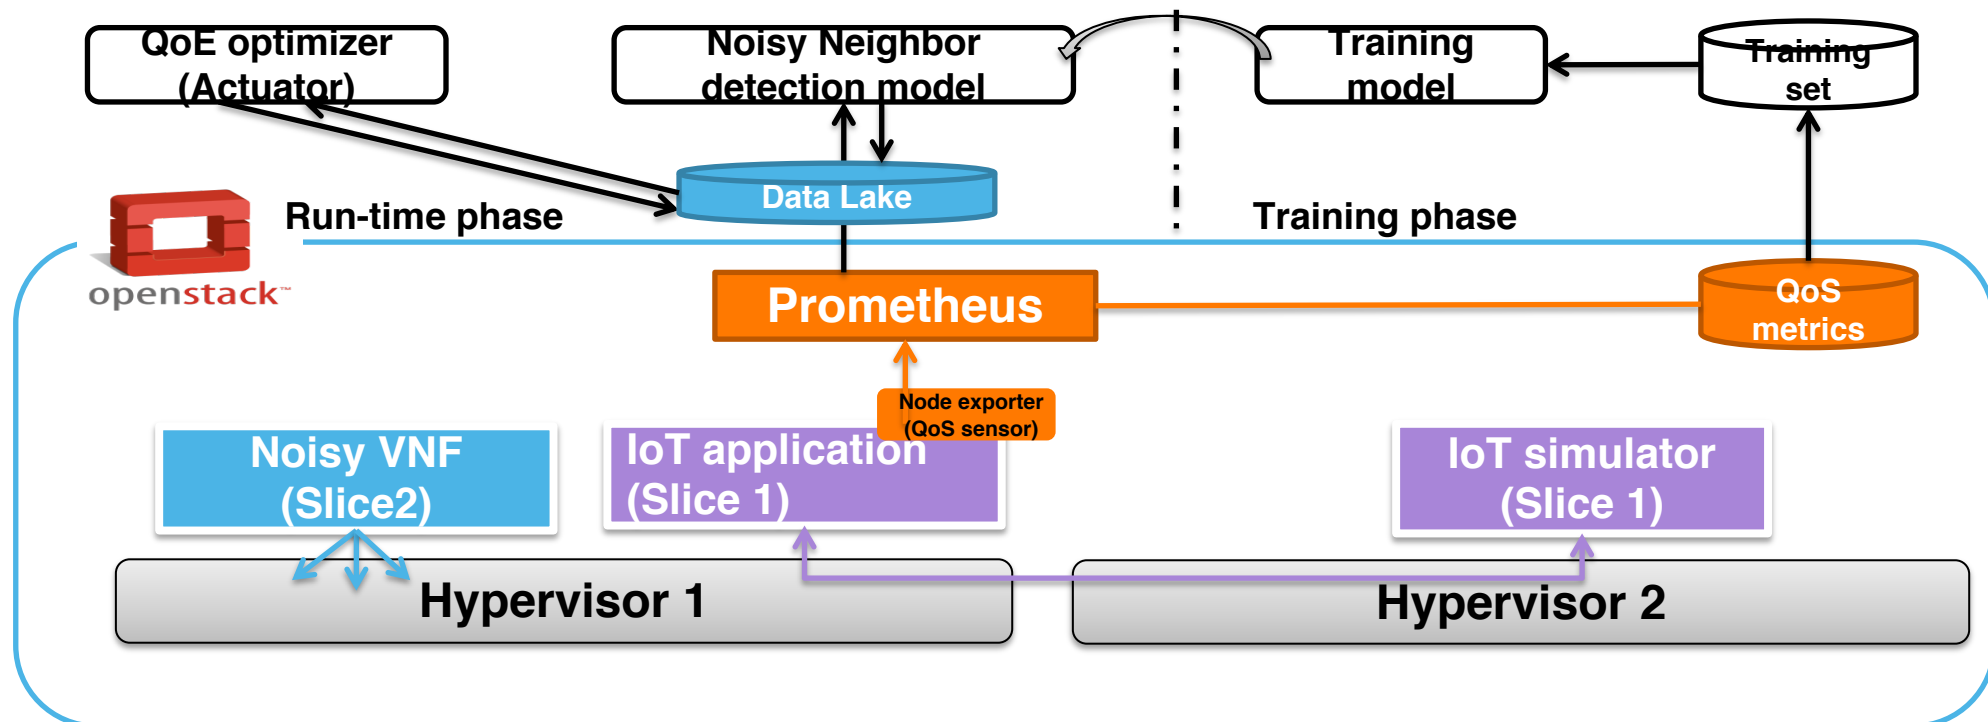 QoE optimizer
(Actuator)
Noisy Neighbor
detection model
Training
model
Training
set
Data Lake
Run-time phase
Training phase
openstack™
Prometheus
QoS
metrics
Node exporter
(QoS sensor)
Noisy VNF
(Slice2)
IoT application
(Slice 1)
IoT simulator
(Slice 1)
Hypervisor 1
Hypervisor 2